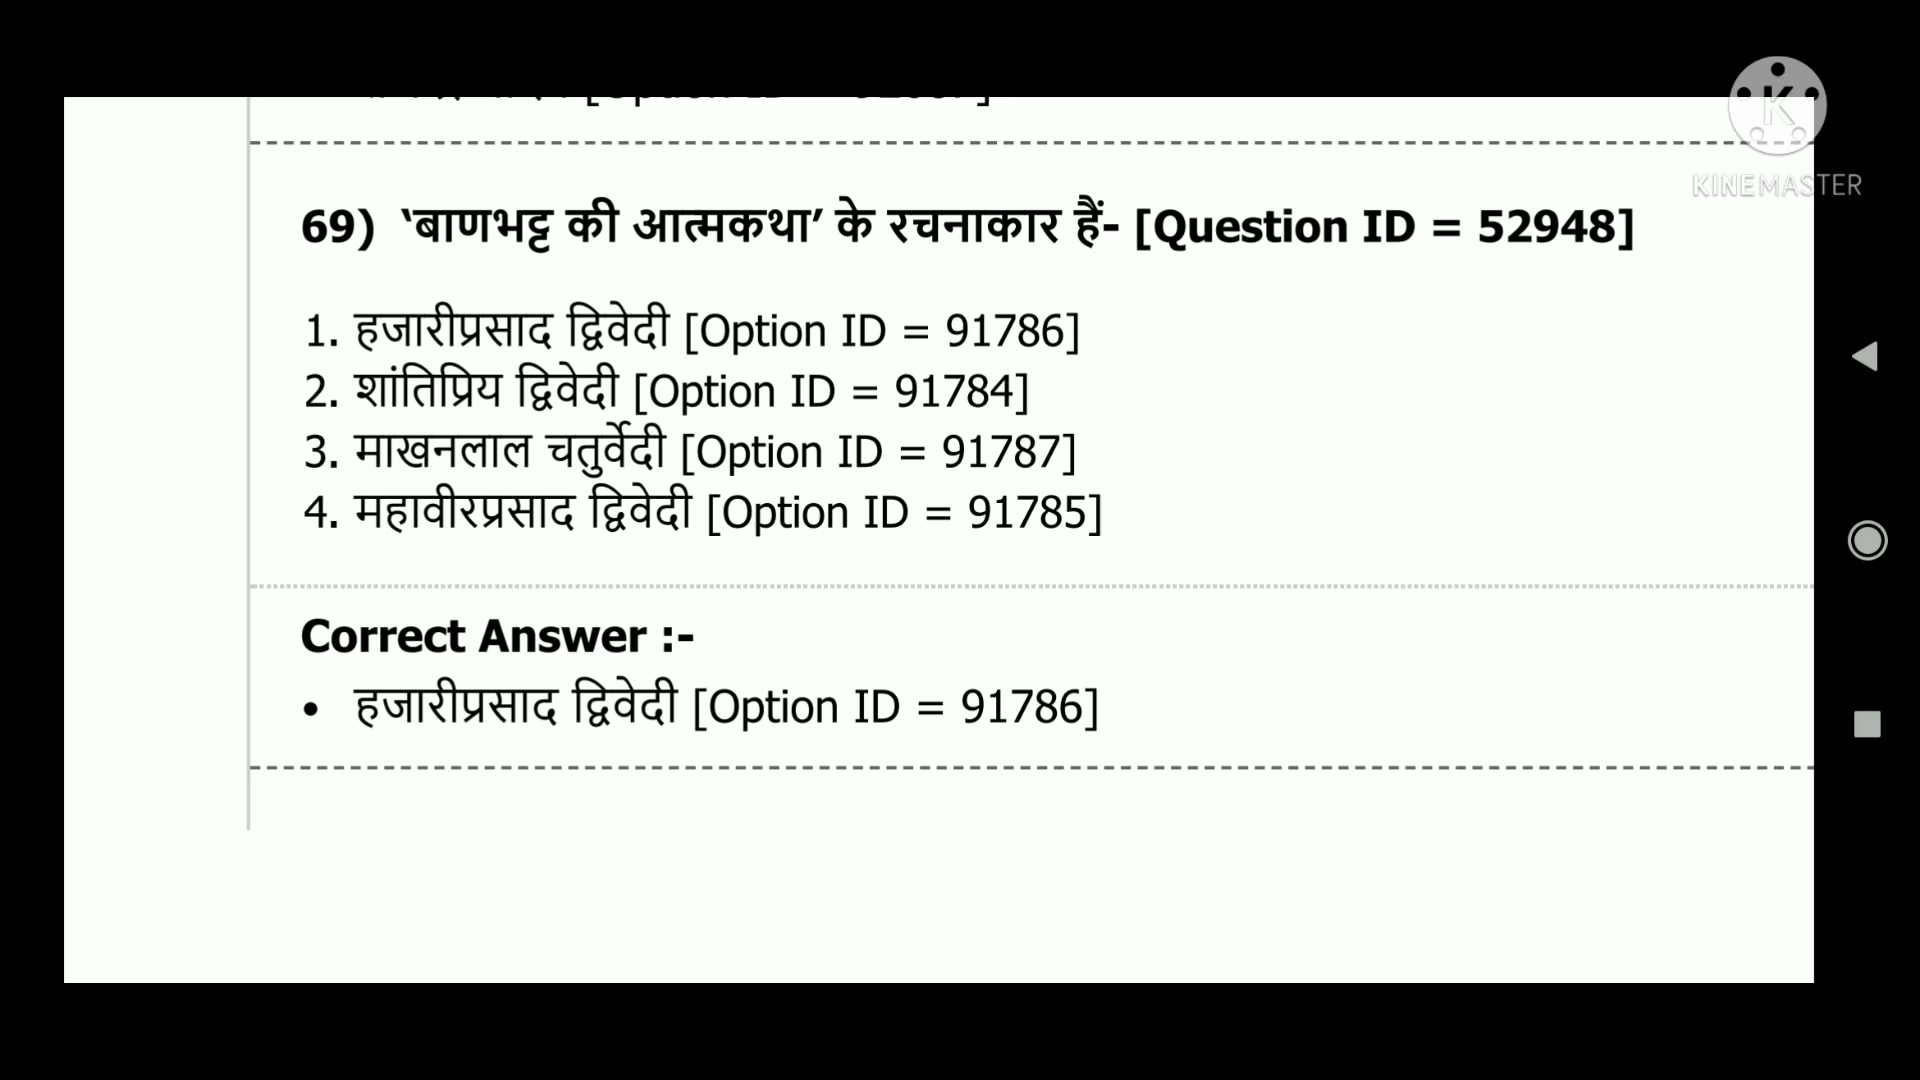 69) ‘बाणभट्ट की आत्मकथा’ के रचनाकार हैं- [Question ID = 52948]
1. हजारीप्रसाद द्विवेदी [Option ID = 91786]
2. शांतिप्रिय द्विवेदी [Option ID = 91784]
3. माखनलाल चतुर्वेदी [Option ID = 91787]
4. महावीरप्रसाद द्विवेदी [Option ID = 91785]
Correct Answer :-
• हजारीप्रसाद द्विवेदी [Option ID = 91786]
K
KINEMASTER